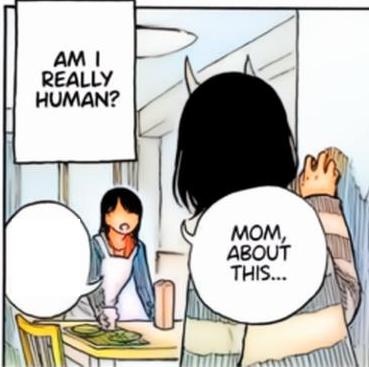 AM I
REALLY
HUMAN?
MOM,
ABOUT
THIS...